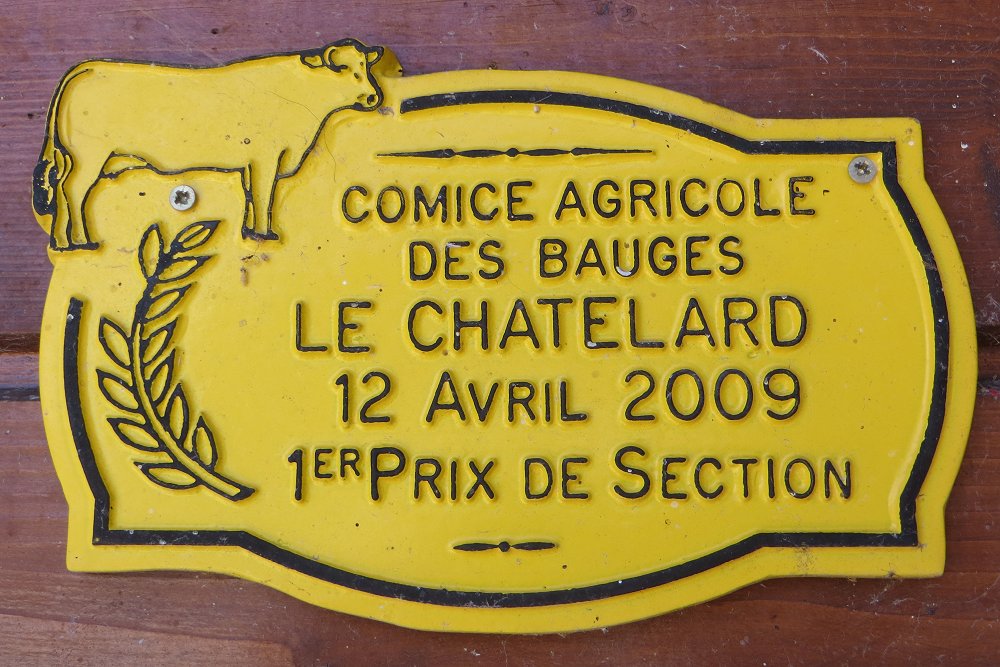 COMICE AGRICOLE
DES BAUGES
LE CHATELARD
12 AVRIL 2009
1ER PRIX DE SECTION